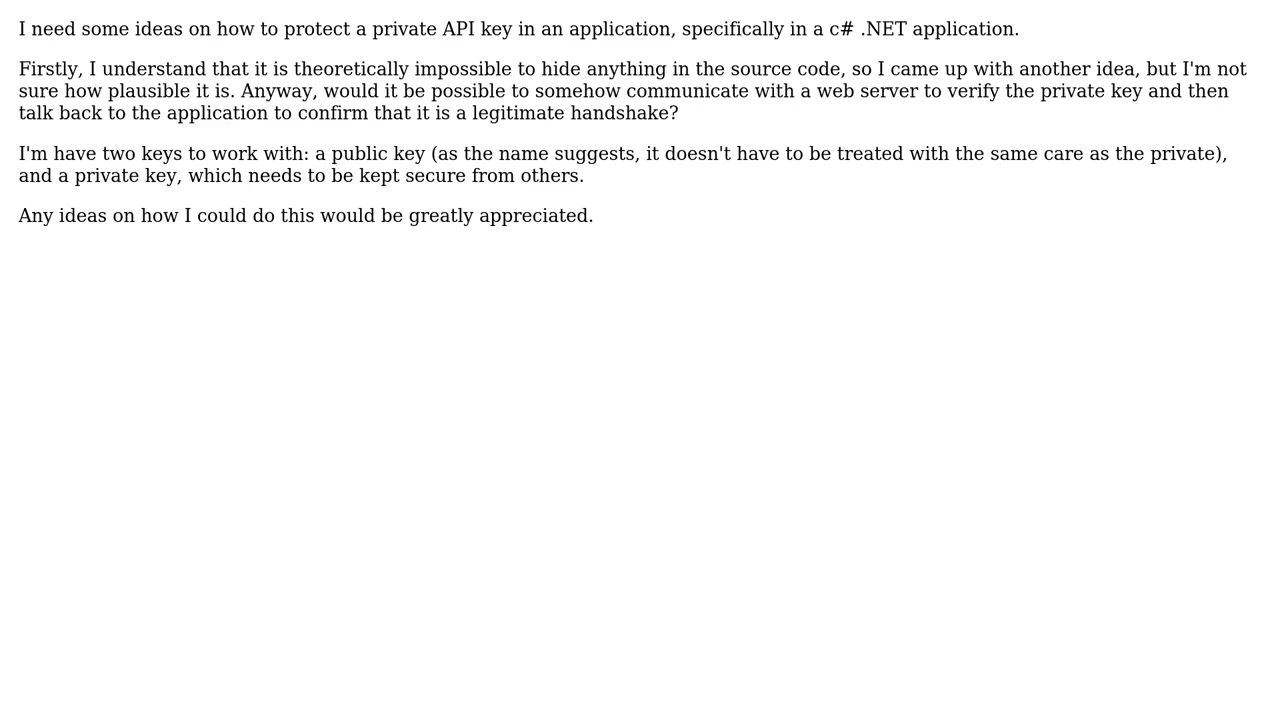 I need some ideas on how to protect a private API key in an application, specifically in a c# .NET application.
Firstly, I understand that it is theoretically impossible to hide anything in the source code, so I came up with another idea, but I'm not
sure how plausible it is. Anyway, would it be possible to somehow communicate with a web server to verify the private key and then
talk back to the application to confirm that it is a legitimate handshake?
I'm have two keys to work with: a public key (as the name suggests, it doesn't have to be treated with the same care as the private),
and a private key, which needs to be kept secure from others.
Any ideas on how I could do this would be greatly appreciated.